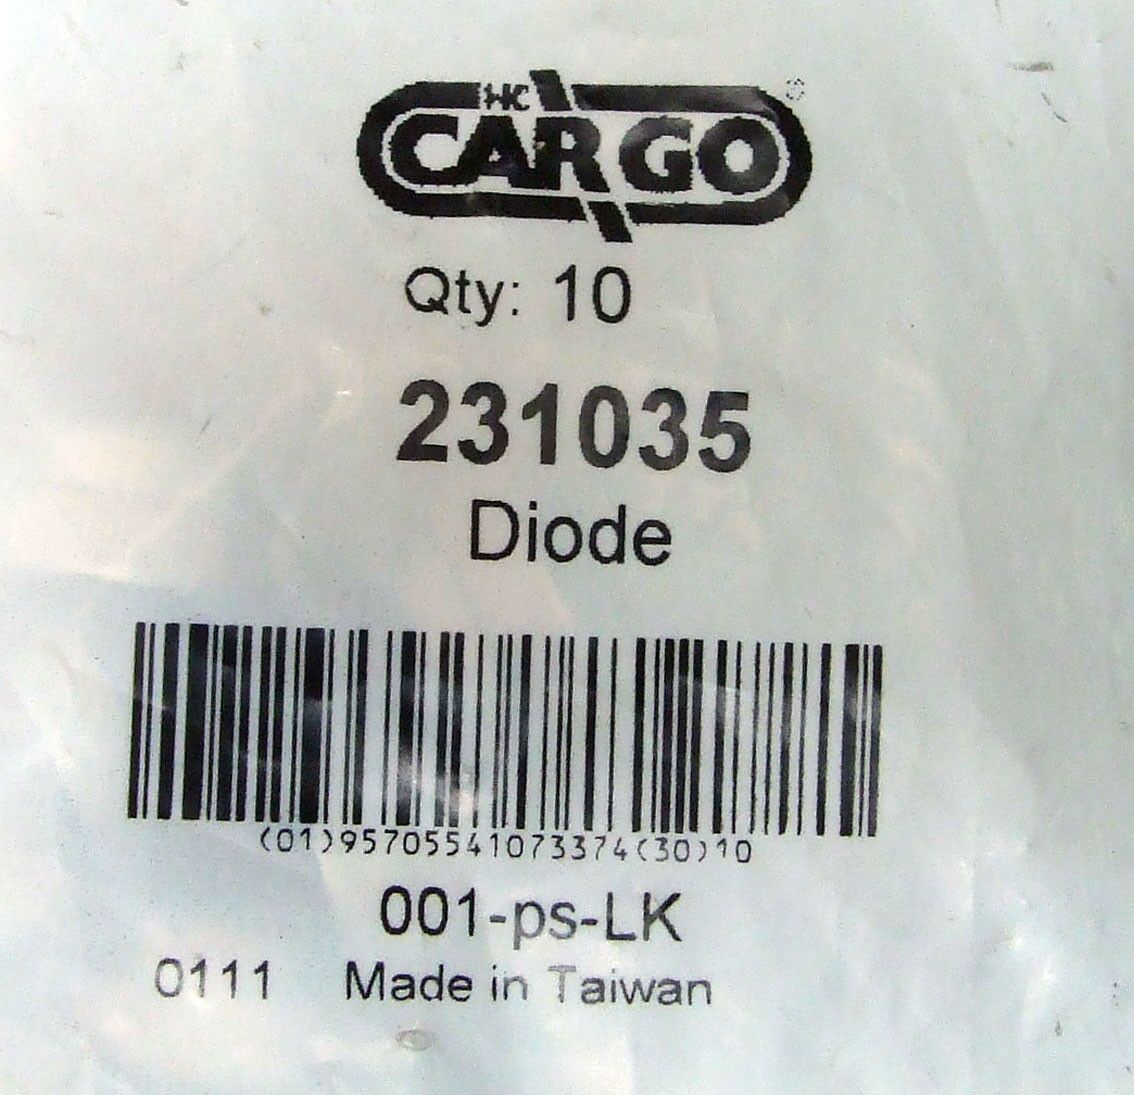 HC
CARGO
Qty: 10
231035
Diode
(01)95705541073374(30)10
001-ps-LK
0111 Made in Taiwan